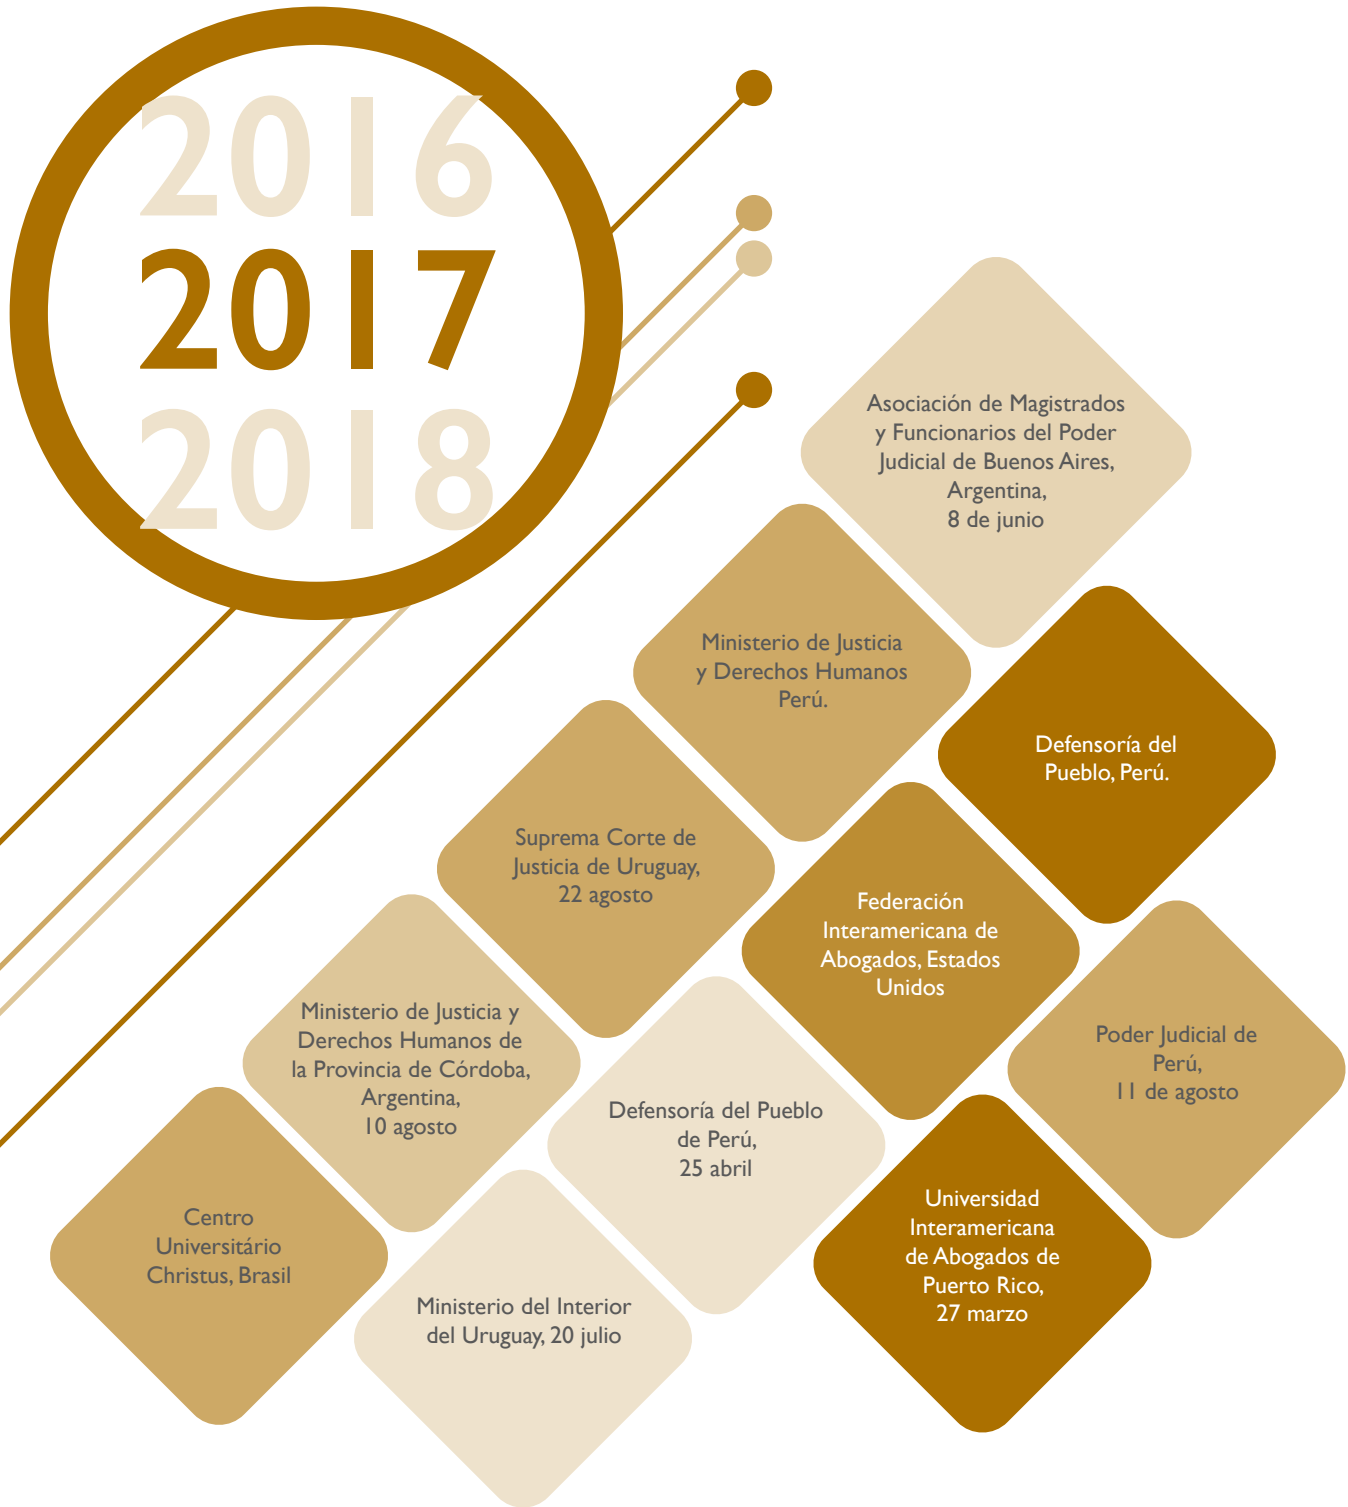 2016
2017
2018
Asociación de Magistrados
y Funcionarios del Poder
Judicial de Buenos Aires,
Argentina,
8 de junio
Ministerio de Justicia
y Derechos Humanos
Perú.
Defensoría del
Pueblo, Perú.
Suprema Corte de
Justicia de Uruguay,
22 agosto
Federación
Interamericana de
Abogados, Estados
Unidos
Ministerio de Justicia y
Derechos Humanos de
la Provincia de Córdoba,
Argentina,
10 agosto
Poder Judicial de
Perú,
11 de agosto
Defensoría del Pueblo
de Perú,
25 abril
Centro
Universitário
Christus, Brasil
Universidad
Interamericana
de Abogados de
Puerto Rico,
27 marzo
Ministerio del Interior
del Uruguay, 20 julio